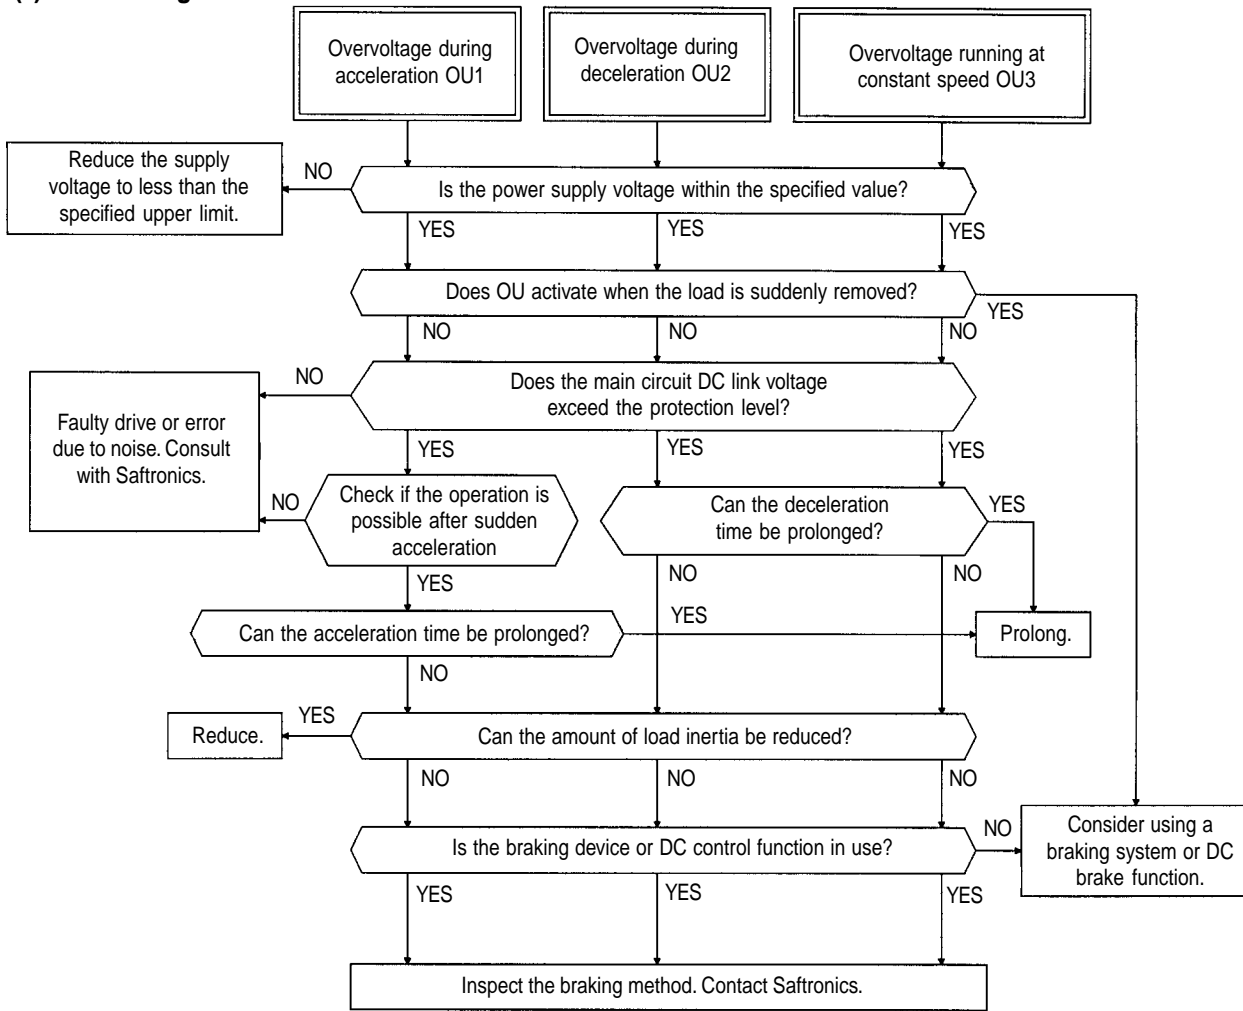 Overvoltage during
acceleration OU1
Overvoltage during
deceleration OU2
Overvoltage running at
constant speed OU3
Reduce the supply
voltage to less than the
specified upper limit.
NO
Is the power supply voltage within the specified value?
YES
YES
YES
Does OU activate when the load is suddenly removed?
YES
NO
NO
NO
NO
Does the main circuit DC link voltage
exceed the protection level?
Faulty drive or error
due to noise. Consult
with Saftronics.
YES
YES
YES
NO
Check if the operation is
possible after sudden
acceleration
Can the deceleration
time be prolonged?
YES
YES
NO
NO
Can the acceleration time be prolonged?
YES
Prolong.
NO
Reduce.
YES
Can the amount of load inertia be reduced?
NO
NO
NO
Is the braking device or DC control function in use?
NO
Consider using a
braking system or DC
brake function.
YES
YES
YES
Inspect the braking method. Contact Saftronics.